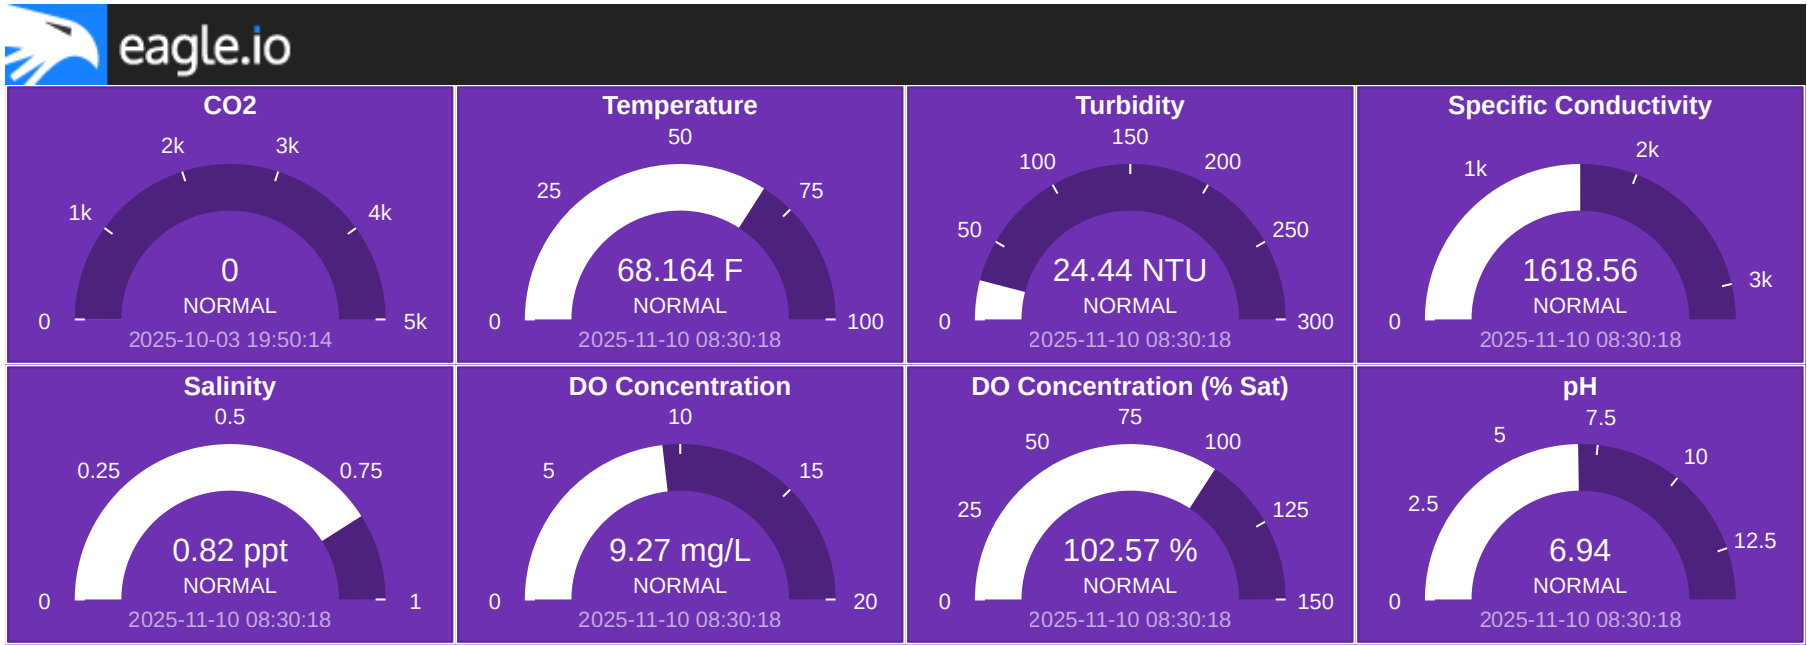 eagle.io
CO2
0
1k
2k
3k
4k
5k
0
NORMAL
2025-10-03 19:50:14
Temperature
0
25
50
75
100
68.164 F
NORMAL
2025-11-10 08:30:18
Turbidity
0
50
100
150
200
250
300
24.44 NTU
NORMAL
2025-11-10 08:30:18
Specific Conductivity
0
1k
2k
3k
1618.56
NORMAL
2025-11-10 08:30:18
Salinity
0
0.25
0.5
0.75
1
0.82 ppt
NORMAL
2025-11-10 08:30:18
DO Concentration
0
5
10
15
20
9.27 mg/L
NORMAL
2025-11-10 08:30:18
DO Concentration (% Sat)
0
25
50
75
100
125
150
102.57 %
NORMAL
2025-11-10 08:30:18
pH
0
2.5
5
7.5
10
12.5
6.94
NORMAL
2025-11-10 08:30:18